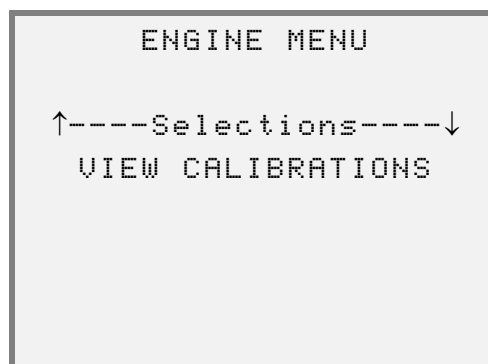 ENGINE MENU
↑----Selections----↓
VIEW CALIBRATIONS